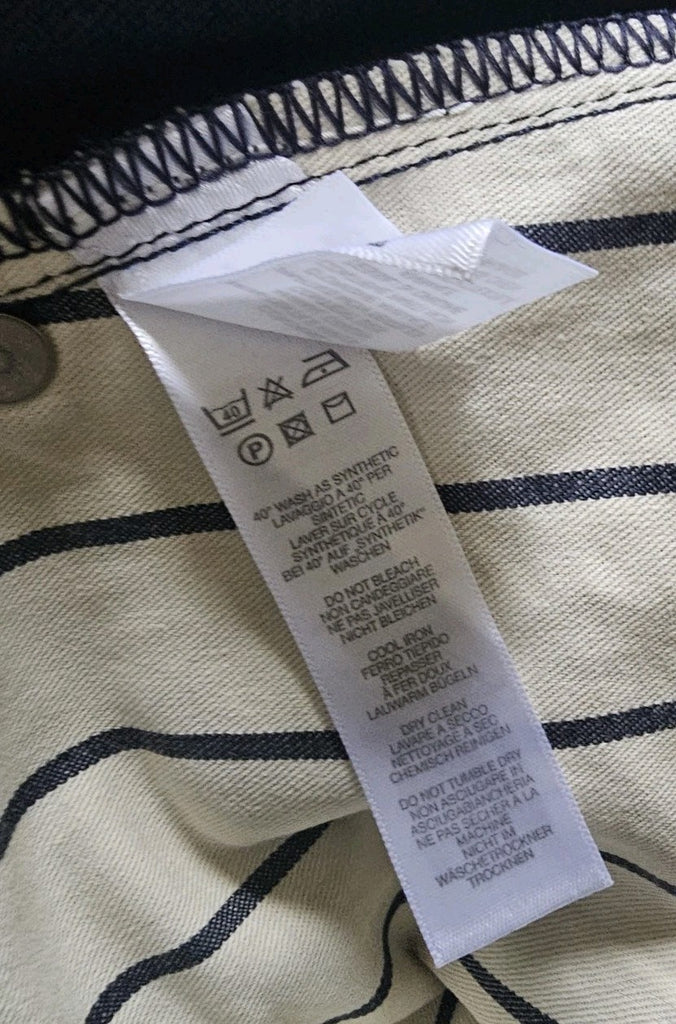 40
P
40° WASH AS SYNTHETIC
LAVAGGIO A 40° PER
SINTETIC
LAVER SUR CYCLE
SYNTHETIQUE À 40°
BEI 40° AUF „SYNTHETIK"
WASCHEN
DO NOT BLEACH
NON CANDEGGIARE
NE PAS JAVELLISER
NICHT BLEICHEN
COOL IRON
FERRO TIEPIDO
REPASSER
À FER DOUX
LAUWARM BÜGELN
DRY CLEAN
LAVARE A SECCO
NETTOYAGE A SEC
CHEMISCH REINIGEN
DO NOT TUMBLE DRY
NON ASCIUGARE IN
ASCIUGABIANCHERIA
NE PAS SÉCHER À LA
MACHINE
NICHT IM
WÄSCHETROCKNER
TROCKNEN